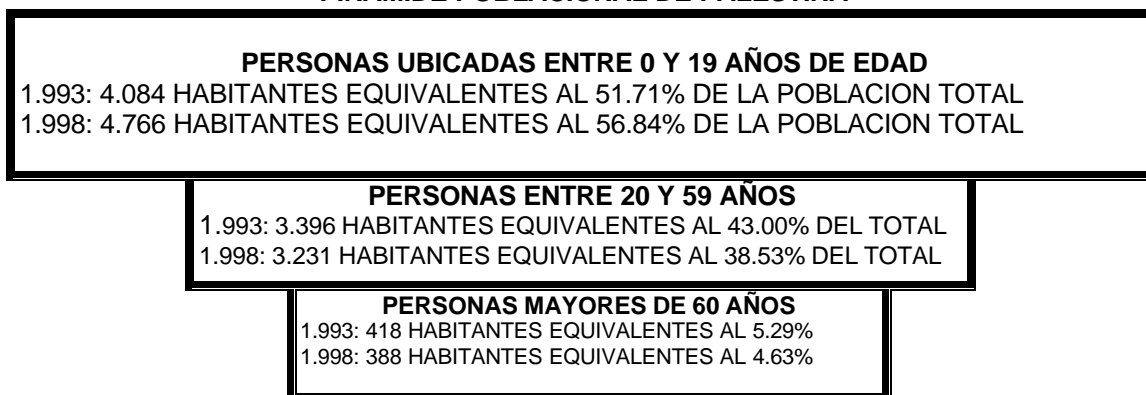 PIRAMIDE POBLACIONAL DE PALESTINA
PERSONAS UBICADAS ENTRE 0 Y 19 AÑOS DE EDAD
1.993: 4.084 HABITANTES EQUIVALENTES AL 51.71% DE LA POBLACION TOTAL
1.998: 4.766 HABITANTES EQUIVALENTES AL 56.84% DE LA POBLACION TOTAL
PERSONAS ENTRE 20 Y 59 AÑOS
1.993: 3.396 HABITANTES EQUIVALENTES AL 43.00% DEL TOTAL
1.998: 3.231 HABITANTES EQUIVALENTES AL 38.53% DEL TOTAL
PERSONAS MAYORES DE 60 AÑOS
1.993: 418 HABITANTES EQUIVALENTES AL 5.29%
1.998: 388 HABITANTES EQUIVALENTES AL 4.63%